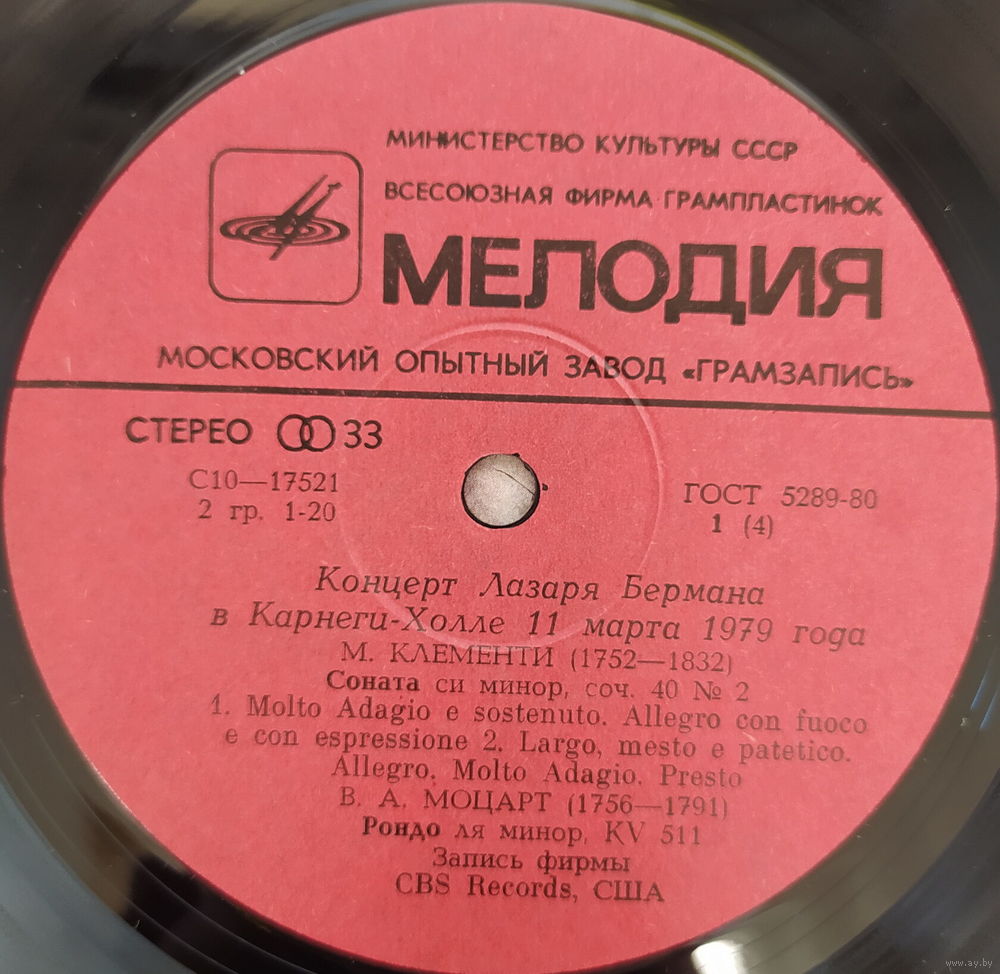 МИНИСТЕРСТВО КУЛЬТУРЫ СССР
ВСЕСОЮЗНАЯ ФИРМА ГРАМПЛАСТИНОК
МЕЛОДИЯ
МОСКОВСКИЙ ОПЫТНЫЙ ЗАВОД «ГРАМЗАПИСЬ»
СТЕРЕО 33
С10—17521
2 гр. 1-20
ГОСТ 5289-80
1 (4)
Концерт Лазаря Бермана
в Карнеги-Холле 11 марта 1979 года
М. КЛЕМЕНТИ (1752—1832)
Соната си минор, соч. 40 № 2
1. Molto Adagio e sostenuto. Allegro con fuoco
e con espressione 2. Largo, mesto e patetico.
Allegro. Molto Adagio. Presto
В. А. МОЦАРТ (1756—1791)
Рондо ля минор, KV 511
Запись фирмы
CBS Records, США
www.ay.by